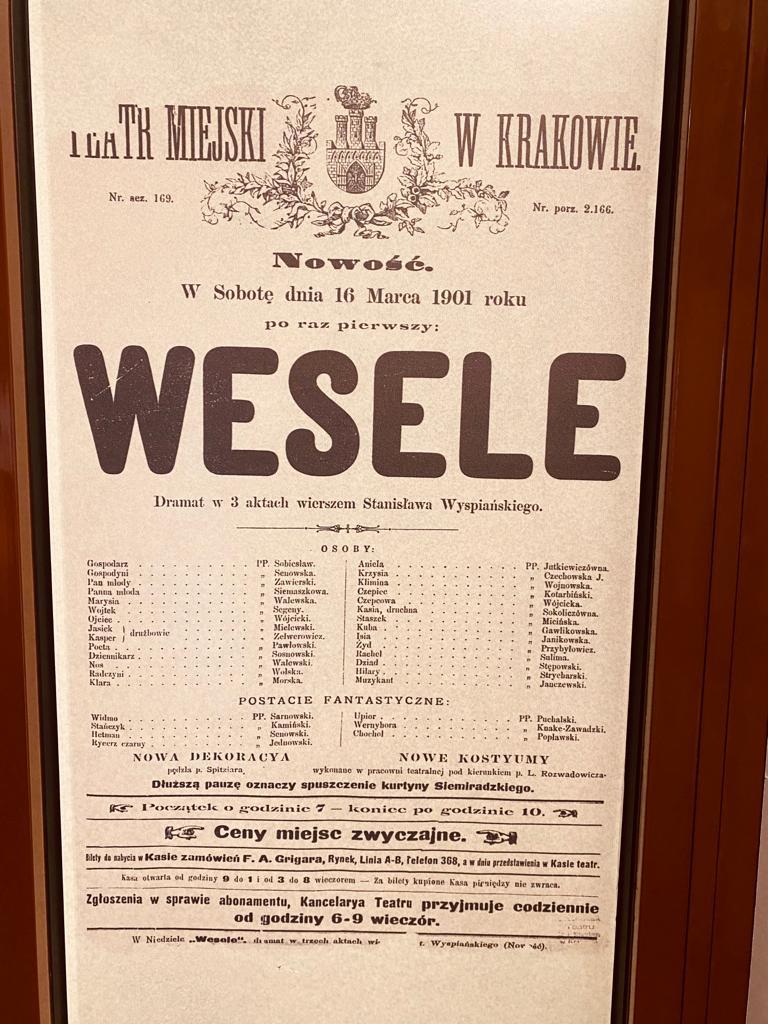 TEATR MIEJSKI W KRAKOWIE.
Nr. sez. 169. Nr. porz. 2.166.
Nowość.
W Sobotę dnia 16 Marca 1901 roku
po raz pierwszy:
WESELE
Dramat w 3 aktach wierszem Stanisława Wyspiańskiego.
OSOBY:
Gospodarz . . . PP. Sobiesław.
Gospodyni . . . „ Senowska.
Pan młody . . . „ Zawierski.
Panna młoda . . . „ Siemaszkowa.
Marysia . . . „ Walewska.
Wojtek . . . „ Segeny.
Ojciec . . . „ Wójcicki.
Jasiek } drużbowie . . . „ Mielewski.
Kasper } . . . „ Zelwerowicz.
Poeta . . . „ Pawłowski.
Dziennikarz . . . „ Sosnowski.
Nos . . . „ Walewski.
Radczyni . . . „ Wolska.
Klara . . . „ Morska.
Aniela . . . PP. Jutkiewiczówna.
Krzysia . . . „ Czechowska J.
Klimina . . . „ Wojnowska.
Czepiec . . . „ Kotarbiński.
Czepcowa . . . „ Wójcicka.
Kasia, druchna . . . „ Sokoliczówna.
Staszek . . . „ Micińska.
Kuba . . . „ Gawlikowska.
Isia . . . „ Janikowska.
Żyd . . . „ Przybyłowicz.
Rachel . . . „ Sulima.
Dziad . . . „ Stępowski.
Hilary . . . „ Strycharski.
Muzykant . . . „ Janczewski.
POSTACIE FANTASTYCZNE:
Widmo . . . PP. Sarnowski.
Stańczyk . . . „ Kamiński.
Hetman . . . „ Senowski.
Rycerz czarny . . . „ Jednowski.
Upior . . . PP. Puchalski.
Wernyhora . . . „ Knake-Zawadzki.
Chochoł . . . „ Popławski.
NOWA DEKORACYA NOWE KOSTYUMY
pędzla p. Spitziara wykonane w pracowni teatralnej pod kierunkiem p. L. Rozwadowicza-
Dłuższą pauzę oznaczy spuszczenie kurtyny Siemiradzkiego.
Początek o godzinie 7 — koniec po godzinie 10.
Ceny miejsc zwyczajne.
Bilety do nabycia w Kasie zamówień F. A. Grigara, Rynek, Linia A-B, Telefon 368, a w dniu przedstawienia w Kasie teatr.
Kasa otwarta od godziny 9 do 1 i od 3 do 8 wieczorem — Za bilety kupione Kasa pieniędzy nie zwraca.
Zgłoszenia w sprawie abonamentu, Kancelarya Teatru przyjmuje codziennie
od godziny 6-9 wieczór.
W Niedziele „Wesele“, dramat w trzech aktach wi- t. Wyspiańskiego